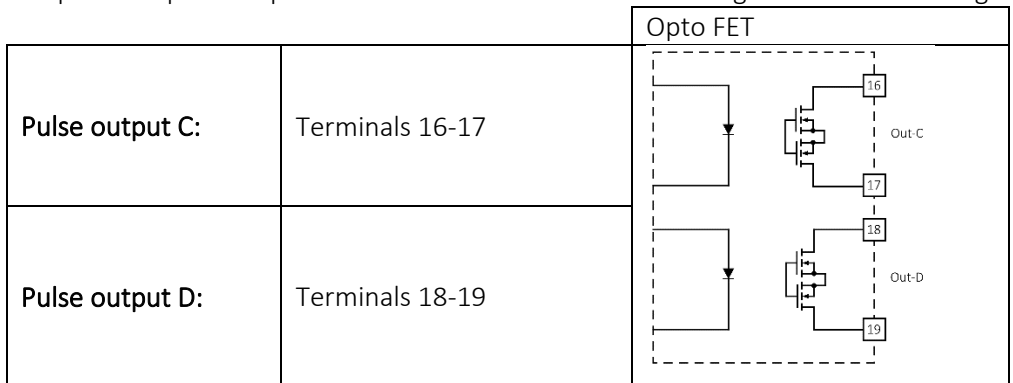 Opto FET
Pulse output C:
Terminals 16-17
16
Out-C
17
Pulse output D:
Terminals 18-19
18
Out-D
19